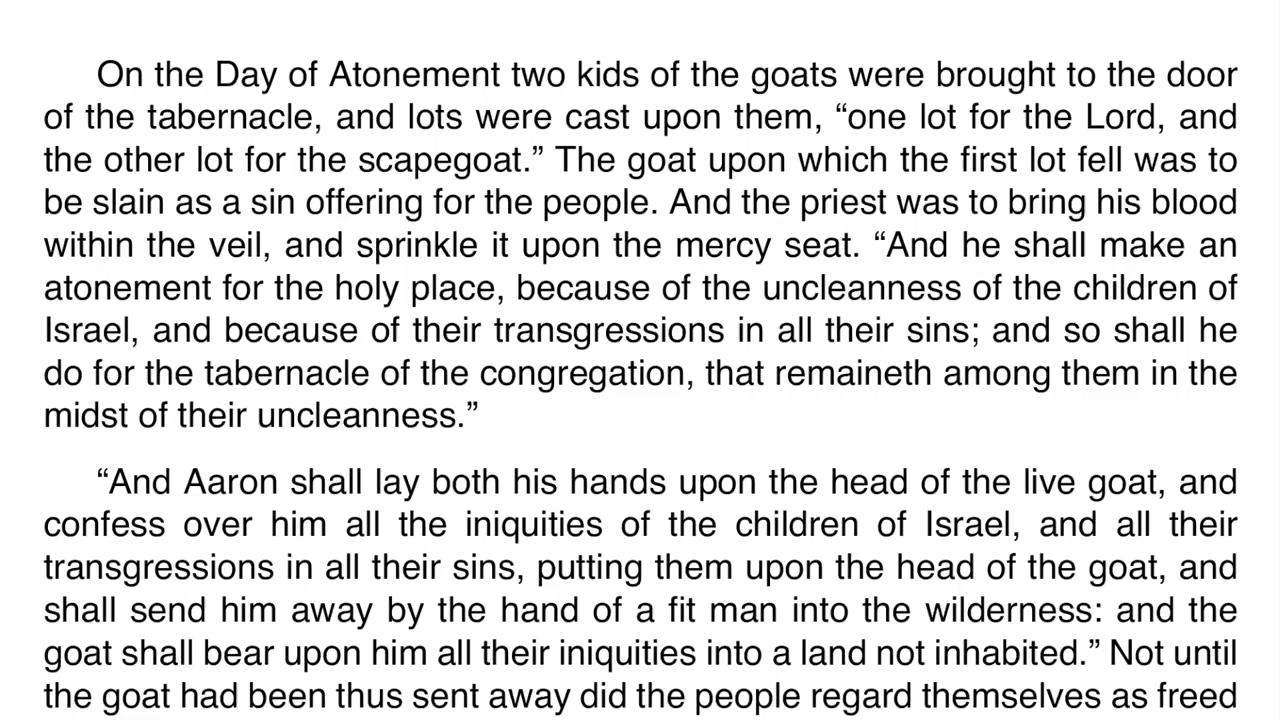 On the Day of Atonement two kids of the goats were brought to the door
of the tabernacle, and lots were cast upon them, “one lot for the Lord, and
the other lot for the scapegoat.” The goat upon which the first lot fell was to
be slain as a sin offering for the people. And the priest was to bring his blood
within the veil, and sprinkle it upon the mercy seat. “And he shall make an
atonement for the holy place, because of the uncleanness of the children of
Israel, and because of their transgressions in all their sins; and so shall he
do for the tabernacle of the congregation, that remaineth among them in the
midst of their uncleanness.”
“And Aaron shall lay both his hands upon the head of the live goat, and
confess over him all the iniquities of the children of Israel, and all their
transgressions in all their sins, putting them upon the head of the goat, and
shall send him away by the hand of a fit man into the wilderness: and the
goat shall bear upon him all their iniquities into a land not inhabited.” Not until
the goat had been thus sent away did the people regard themselves as freed